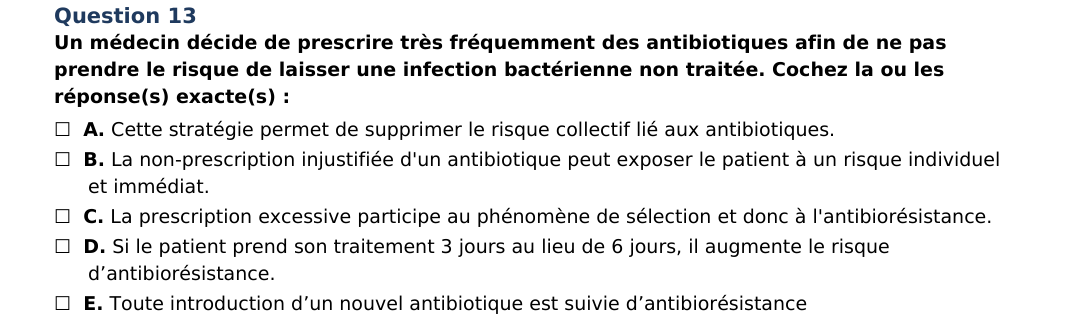 Question 13
Un médecin décide de prescrire très fréquemment des antibiotiques afin de ne pas
prendre le risque de laisser une infection bactérienne non traitée. Cochez la ou les
réponse(s) exacte(s) :
☐ A. Cette stratégie permet de supprimer le risque collectif lié aux antibiotiques.
☐ B. La non-prescription injustifiée d'un antibiotique peut exposer le patient à un risque individuel
et immédiat.
☐ C. La prescription excessive participe au phénomène de sélection et donc à l'antibiorésistance.
☐ D. Si le patient prend son traitement 3 jours au lieu de 6 jours, il augmente le risque
d’antibiorésistance.
☐ E. Toute introduction d’un nouvel antibiotique est suivie d’antibiorésistance